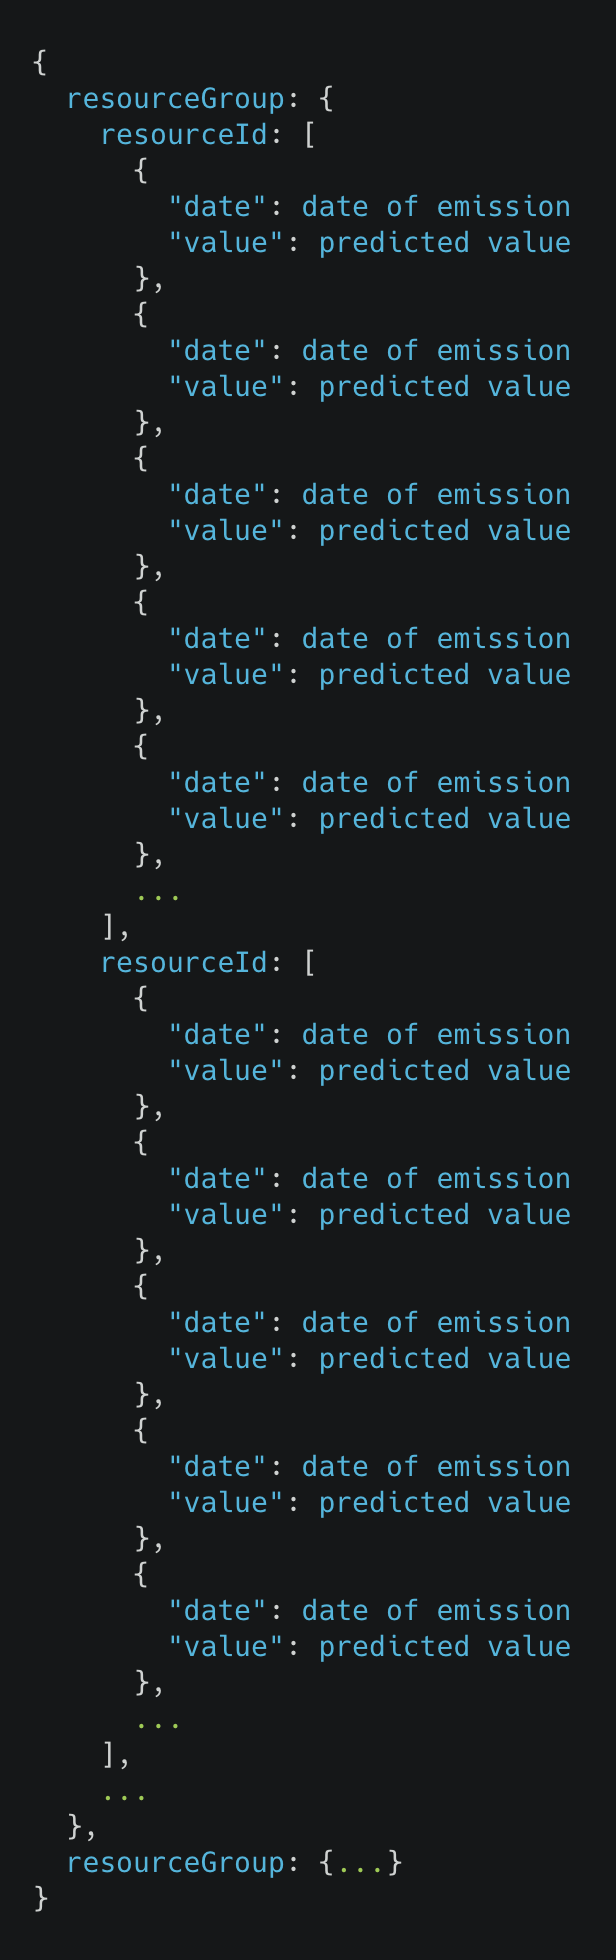 {
  resourceGroup: {
    resourceId: [
      {
        "date": date of emission
        "value": predicted value
      },
      {
        "date": date of emission
        "value": predicted value
      },
      {
        "date": date of emission
        "value": predicted value
      },
      {
        "date": date of emission
        "value": predicted value
      },
      {
        "date": date of emission
        "value": predicted value
      },
      ...
    ],
    resourceId: [
      {
        "date": date of emission
        "value": predicted value
      },
      {
        "date": date of emission
        "value": predicted value
      },
      {
        "date": date of emission
        "value": predicted value
      },
      {
        "date": date of emission
        "value": predicted value
      },
      {
        "date": date of emission
        "value": predicted value
      },
      ...
    ],
    ...
  },
  resourceGroup: {...}
}